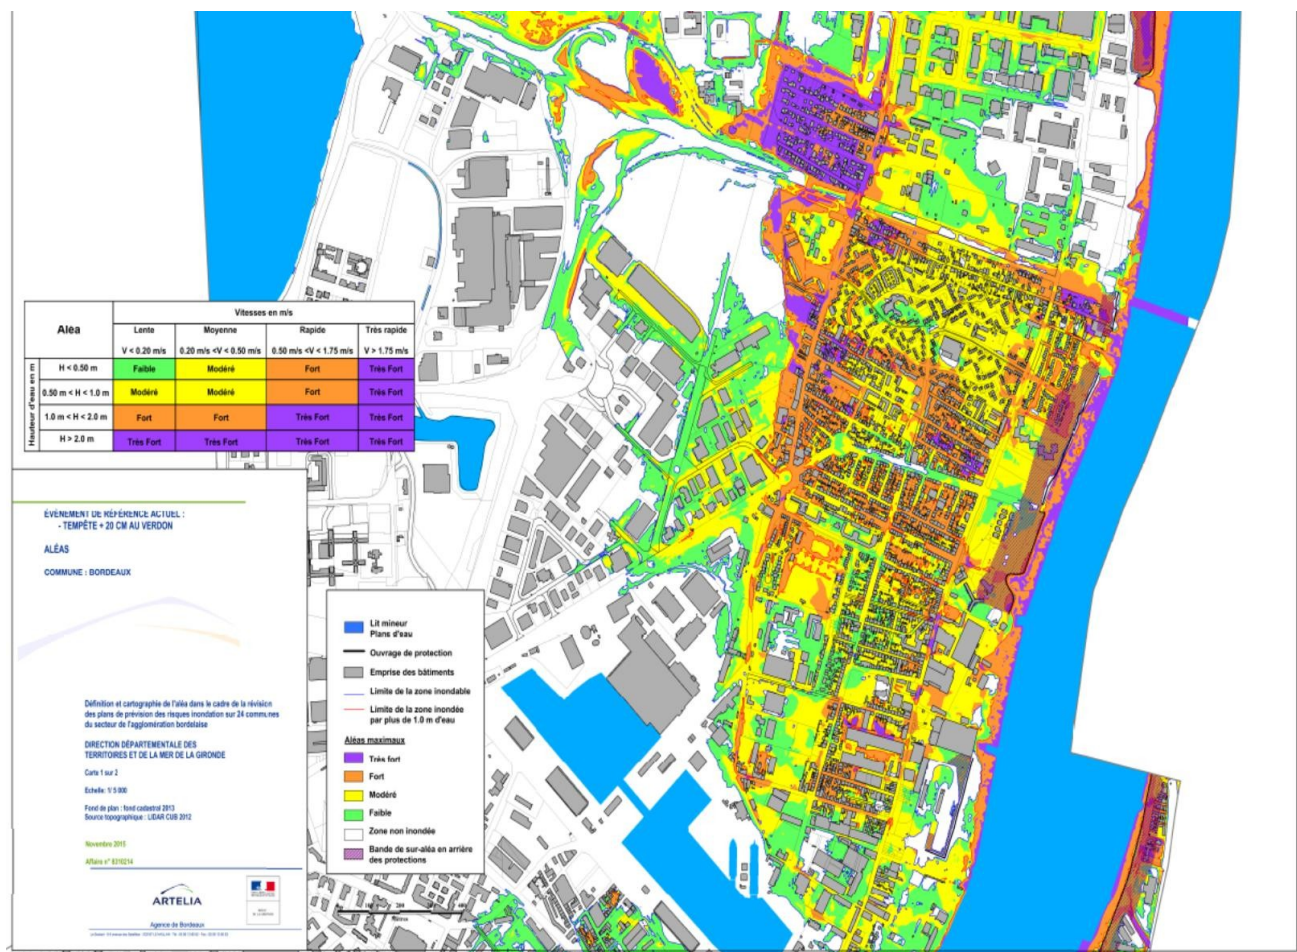 Aléa
Vitesses en m/s
Lente
Moyenne
Rapide
Très rapide
V < 0.20 m/s
0.20 m/s <V < 0.50 m/s
0.50 m/s <V < 1.75 m/s
V > 1.75 m/s
Hauteur d'eau en m
H < 0.50 m
Faible
Modéré
Fort
Très Fort
0.50 m < H < 1.0 m
Modéré
Modéré
Fort
Très Fort
1.0 m < H < 2.0 m
Fort
Fort
Très Fort
Très Fort
H > 2.0 m
Très Fort
Très Fort
Très Fort
Très Fort
ÉVÉNEMENT DE RÉFÉRENCE ACTUEL :
- TEMPÊTE + 20 CM AU VERDON
ALÉAS
COMMUNE : BORDEAUX
Définition et cartographie de l'aléa dans le cadre de la révision
des plans de prévision des risques inondation sur 24 communes
du secteur de l'agglomération bordelaise
DIRECTION DÉPARTEMENTALE DES
TERRITOIRES ET DE LA MER DE LA GIRONDE
Carte 1 sur 2
Echelle: 1/ 5 000
Fond de plan : fond cadastral 2013
Source topographique : LIDAR CUB 2012
Novembre 2015
Affaire n° 8310214
ARTELIA
Agence de Bordeaux
Lit mineur
Plans d'eau
Ouvrage de protection
Emprise des bâtiments
Limite de la zone inondable
Limite de la zone inondée
par plus de 1.0 m d'eau
Aléas maximaux
Très fort
Fort
Modéré
Faible
Zone non inondée
Bande de sur-aléa en arrière
des protections